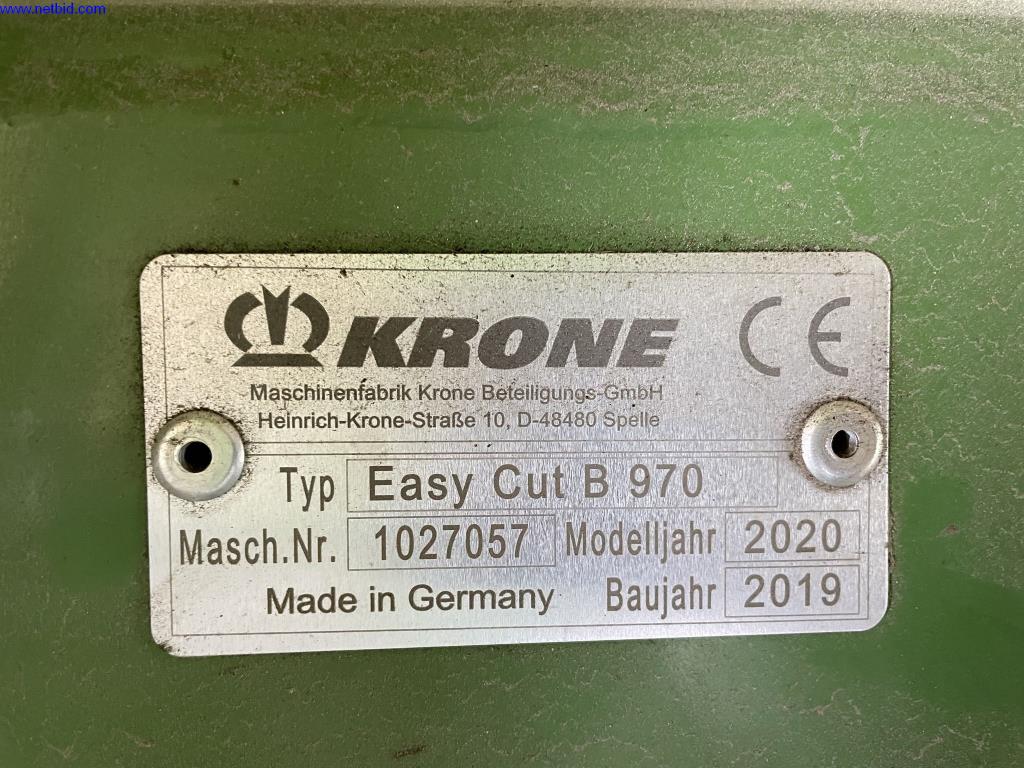 www.netbid.com
KRONE CE
Maschinenfabrik Krone Beteiligungs-GmbH
Heinrich-Krone-Straße 10, D-48480 Spelle
Typ Easy Cut B 970
Masch.Nr. 1027057 Modelljahr 2020
Made in Germany Baujahr 2019